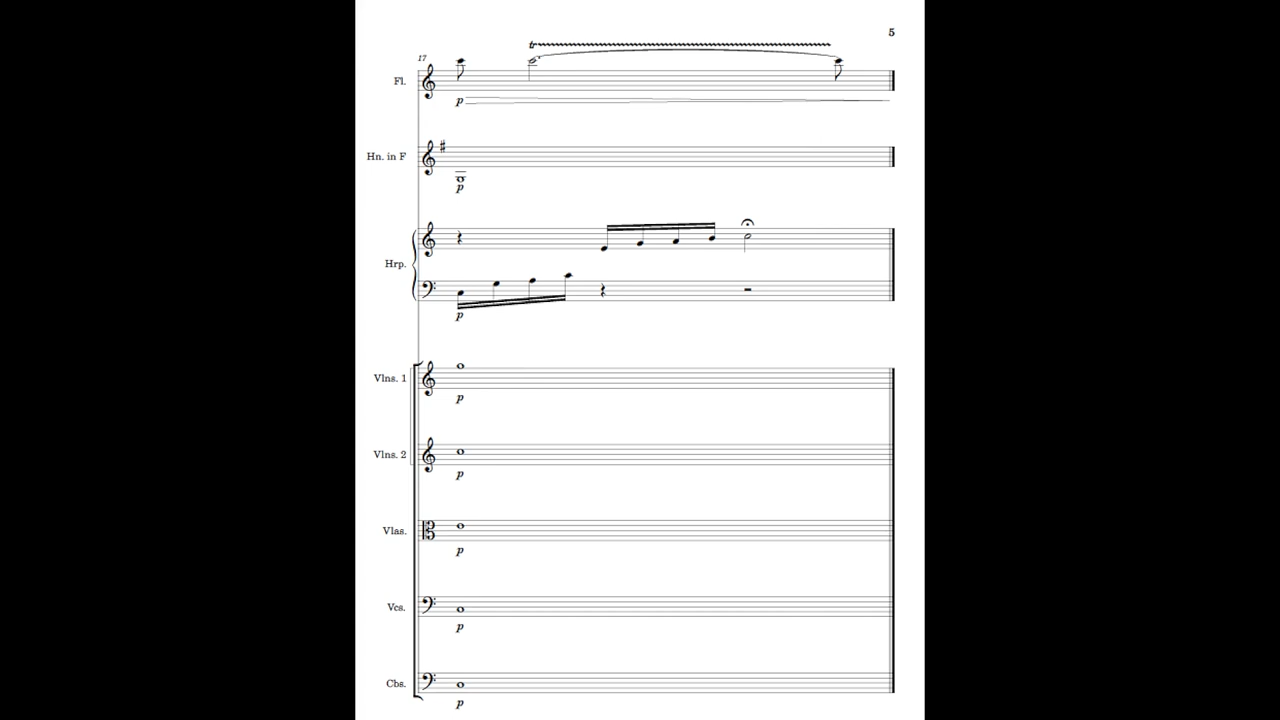 5
tr
17
Fl.
p
Hn. in F
p
Hrp.
p
Vlns. 1
p
Vlns. 2
p
Vlas.
p
Vcs.
p
Cbs.
p